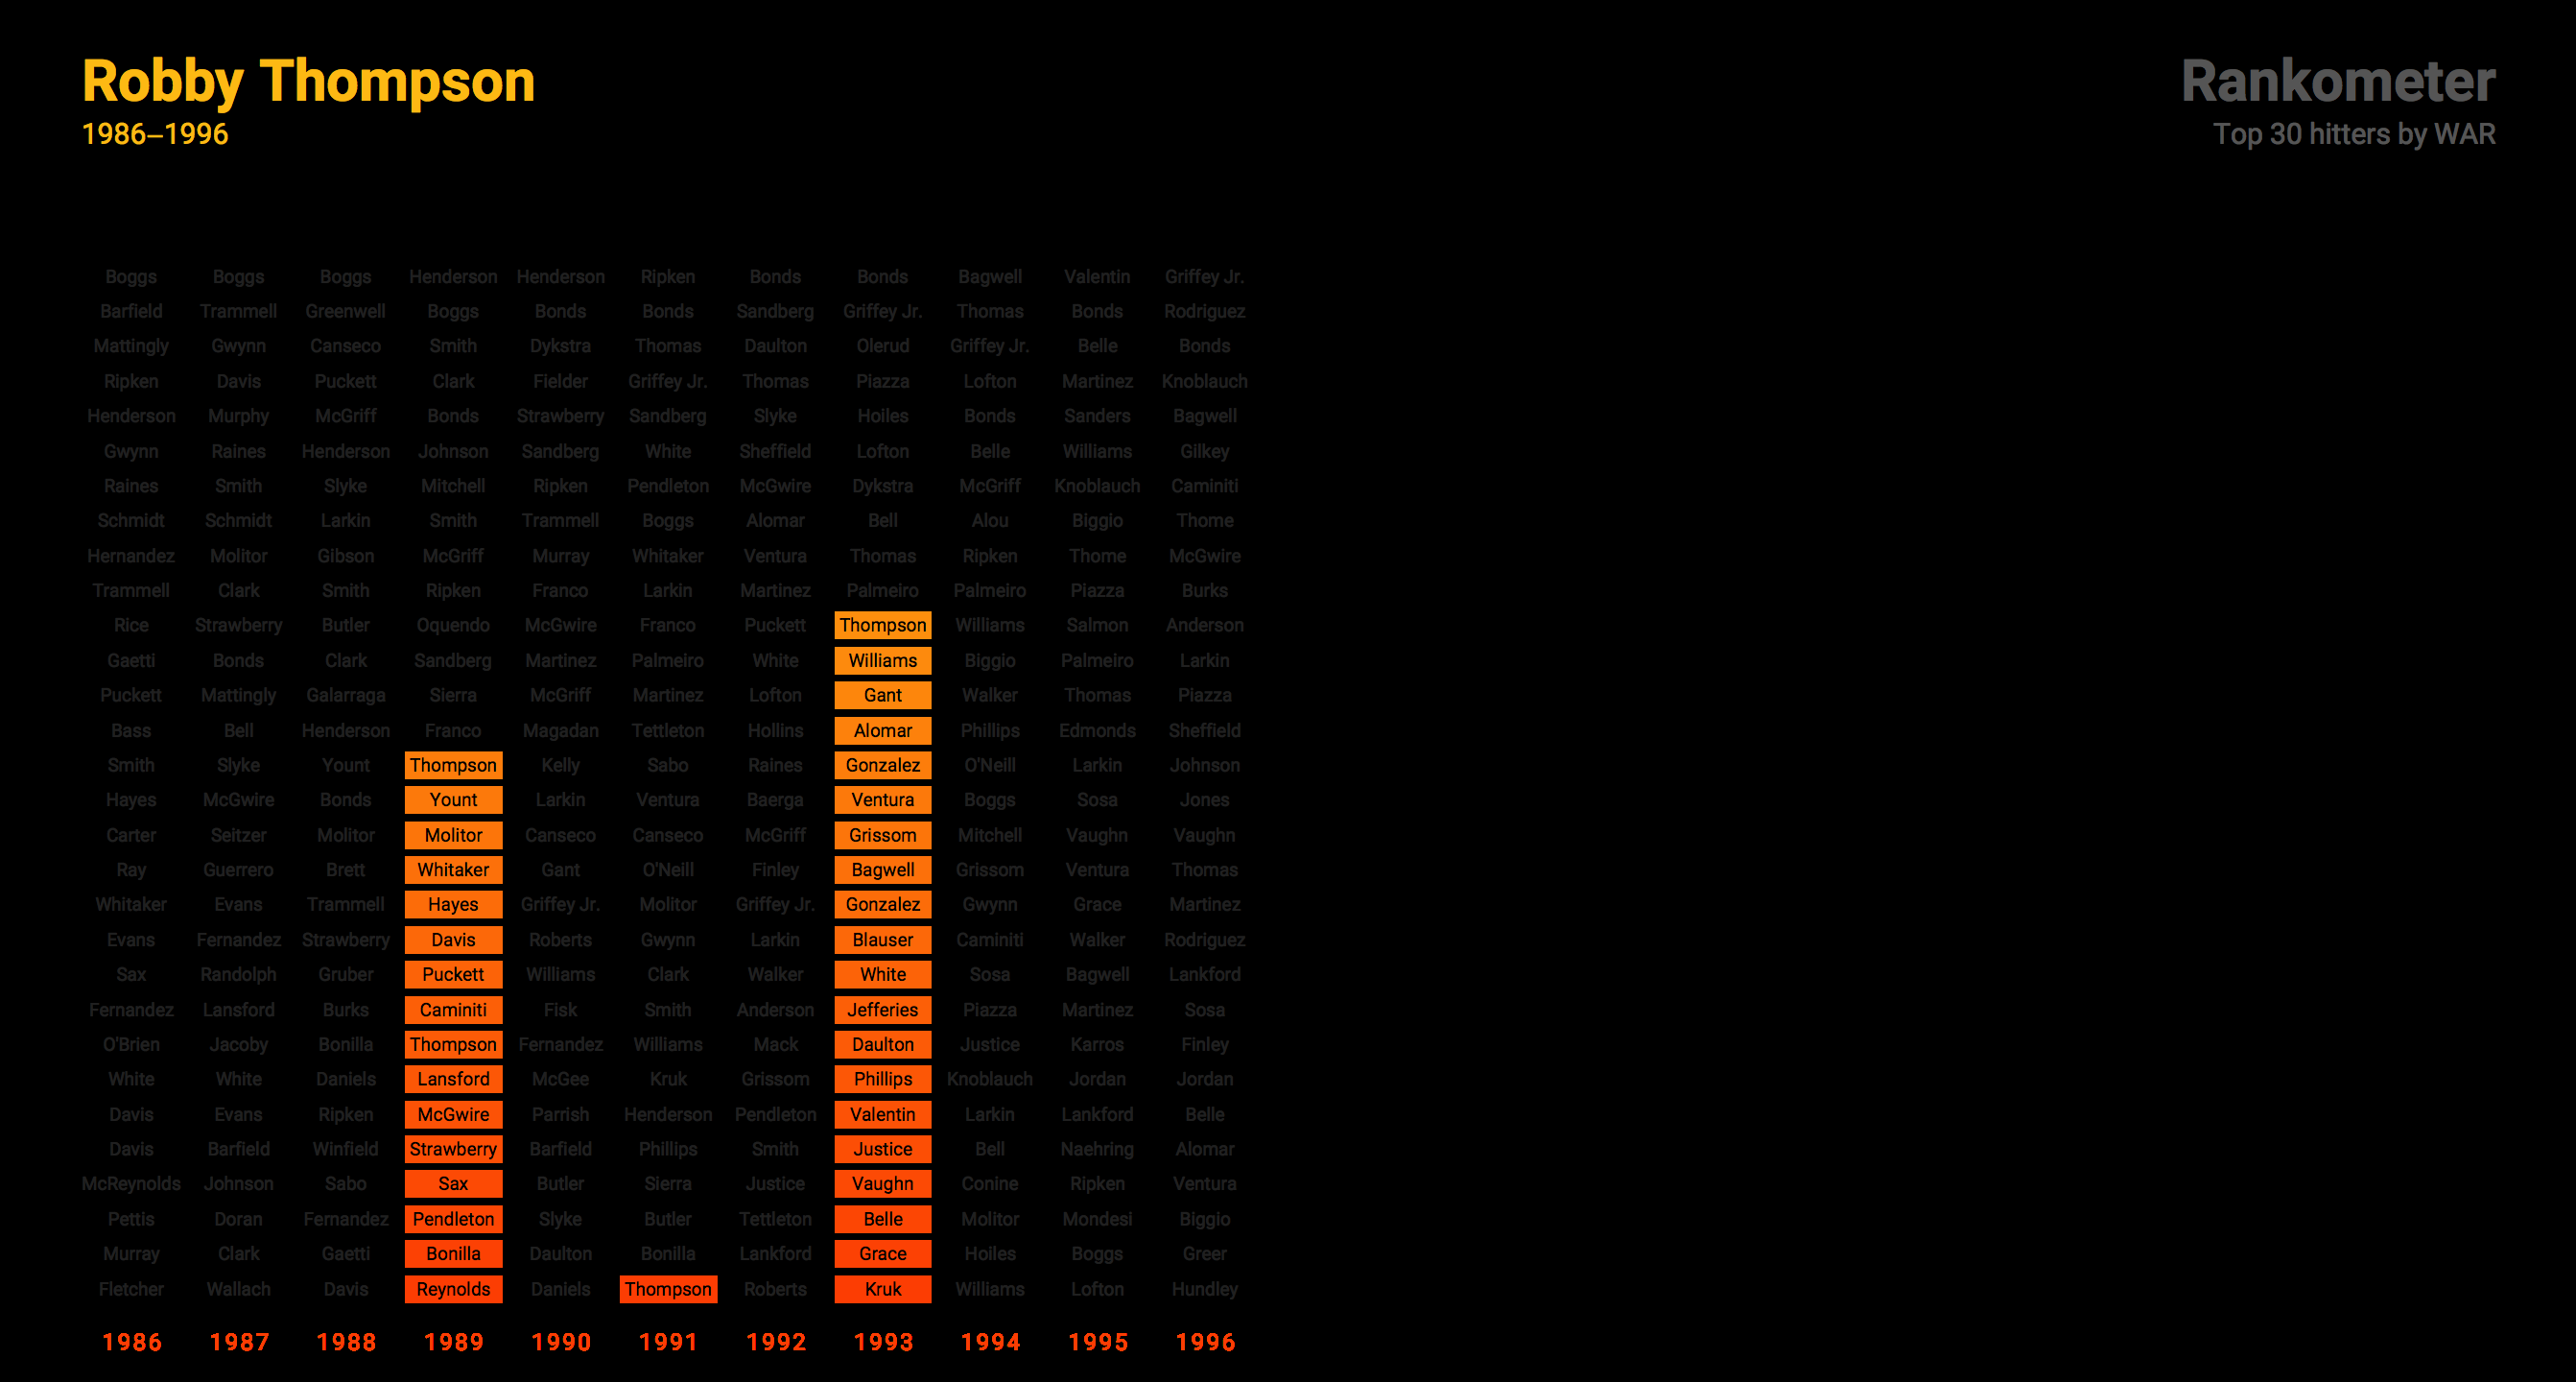 Robby Thompson
1986–1996
Rankometer
Top 30 hitters by WAR
Boggs Boggs Boggs Henderson Henderson Ripken Bonds Bonds Bagwell Valentin Griffey Jr.
Barfield Trammell Greenwell Boggs Bonds Bonds Sandberg Griffey Jr. Thomas Bonds Rodriguez
Mattingly Gwynn Canseco Smith Dykstra Thomas Daulton Olerud Griffey Jr. Belle Bonds
Ripken Davis Puckett Clark Fielder Griffey Jr. Thomas Piazza Lofton Martinez Knoblauch
Henderson Murphy McGriff Bonds Strawberry Sandberg Slyke Hoiles Bonds Sanders Bagwell
Gwynn Raines Henderson Johnson Sandberg White Sheffield Lofton Belle Williams Gilkey
Raines Smith Slyke Mitchell Ripken Pendleton McGwire Dykstra McGriff Knoblauch Caminiti
Schmidt Schmidt Larkin Smith Trammell Boggs Alomar Bell Alou Biggio Thome
Hernandez Molitor Gibson McGriff Murray Whitaker Ventura Thomas Ripken Thome McGwire
Trammell Clark Smith Ripken Franco Larkin Martinez Palmeiro Palmeiro Piazza Burks
Rice Strawberry Butler Oquendo McGwire Franco Puckett Thompson Williams Salmon Anderson
Gaetti Bonds Clark Sandberg Martinez Palmeiro White Williams Biggio Palmeiro Larkin
Puckett Mattingly Galarraga Sierra McGriff Martinez Lofton Gant Walker Thomas Piazza
Bass Bell Henderson Franco Magadan Tettleton Hollins Alomar Phillips Edmonds Sheffield
Smith Slyke Yount Thompson Kelly Sabo Raines Gonzalez O'Neill Larkin Johnson
Hayes McGwire Bonds Yount Larkin Ventura Baerga Ventura Boggs Sosa Jones
Carter Seitzer Molitor Molitor Canseco Canseco McGriff Grissom Mitchell Vaughn Vaughn
Ray Guerrero Brett Whitaker Gant O'Neill Finley Bagwell Grissom Ventura Thomas
Whitaker Evans Trammell Hayes Griffey Jr. Molitor Griffey Jr. Gonzalez Gwynn Grace Martinez
Evans Fernandez Strawberry Davis Roberts Gwynn Larkin Blauser Caminiti Walker Rodriguez
Sax Randolph Gruber Puckett Williams Clark Walker White Sosa Bagwell Lankford
Fernandez Lansford Burks Caminiti Fisk Smith Anderson Jefferies Piazza Martinez Sosa
O'Brien Jacoby Bonilla Thompson Fernandez Williams Mack Daulton Justice Karros Finley
White White Daniels Lansford McGee Kruk Grissom Phillips Knoblauch Jordan Jordan
Davis Evans Ripken McGwire Parrish Henderson Pendleton Valentin Larkin Lankford Belle
Davis Barfield Winfield Strawberry Barfield Phillips Smith Justice Bell Naehring Alomar
McReynolds Johnson Sabo Sax Butler Sierra Justice Vaughn Conine Ripken Ventura
Pettis Doran Fernandez Pendleton Slyke Butler Tettleton Belle Molitor Mondesi Biggio
Murray Clark Gaetti Bonilla Daulton Bonilla Lankford Grace Hoiles Boggs Greer
Fletcher Wallach Davis Reynolds Daniels Thompson Roberts Kruk Williams Lofton Hundley
1986 1987 1988 1989 1990 1991 1992 1993 1994 1995 1996